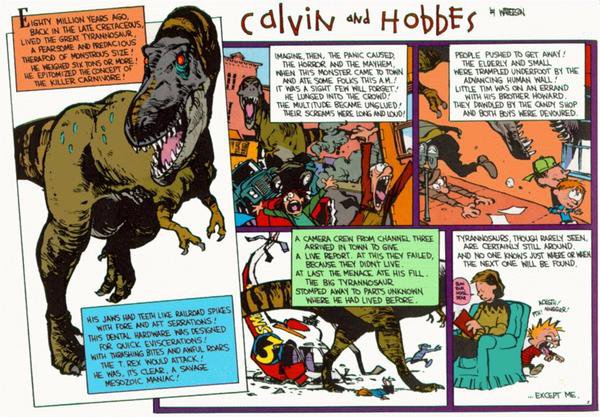 CALVIN AND HOBBES
BY WATTERSON
EIGHTY MILLION YEARS AGO,
BACK IN THE LATE CRETACEOUS,
LIVED THE GREAT TYRANNOSAUR,
A FEARSOME AND PREDACIOUS
THERAPOD OF MONSTROUS SIZE!
HE WEIGHED SIX TONS OR MORE!
HE EPITOMIZED THE CONCEPT OF
THE KILLER CARNIVORE!
HIS JAWS HAD TEETH LIKE RAILROAD SPIKES
WITH FORE AND AFT SERRATIONS!
THIS DENTAL HARDWARE WAS DESIGNED
FOR QUICK EVISCERATIONS!
WITH THRASHING BITES AND AWFUL ROARS
THE T. REX WOULD ATTACK!
HE WAS, IT'S CLEAR, A SAVAGE
MESOZOIC MANIAC!
IMAGINE, THEN, THE PANIC CAUSED,
THE HORROR AND THE MAYHEM,
WHEN THIS MONSTER CAME TO TOWN
AND ATE SOME FOLKS THIS A.M.!
IT WAS A SIGHT FEW WILL FORGET!
HE LUNGED INTO THE CROWD!
THE MULTITUDE BECAME UNGLUED!
THEIR SCREAMS WERE LONG AND LOUD!
PEOPLE PUSHED TO GET AWAY!
THE ELDERLY AND SMALL
WERE TRAMPLED UNDERFOOT BY THE
ADVANCING HUMAN WALL!
LITTLE TIM WAS ON AN ERRAND
WITH HIS BROTHER HOWARD.
THEY DAWDLED BY THE CANDY SHOP
AND BOTH BOYS WERE DEVOURED.
A CAMERA CREW FROM CHANNEL THREE
ARRIVED IN TOWN TO GIVE
A LIVE REPORT. AT THIS THEY FAILED,
BECAUSE THEY DIDN'T LIVE.
AT LAST THE MENACE ATE HIS FILL.
THE BIG TYRANNOSAUR
STOMPED AWAY TO PARTS UNKNOWN
WHERE HE HAD LIVED BEFORE.
3
TYRANNOSAURS, THOUGH RARELY SEEN,
ARE CERTAINLY STILL AROUND.
AND NO ONE KNOWS JUST WHERE OR WHEN
THE NEXT ONE WILL BE FOUND.
...EXCEPT ME.